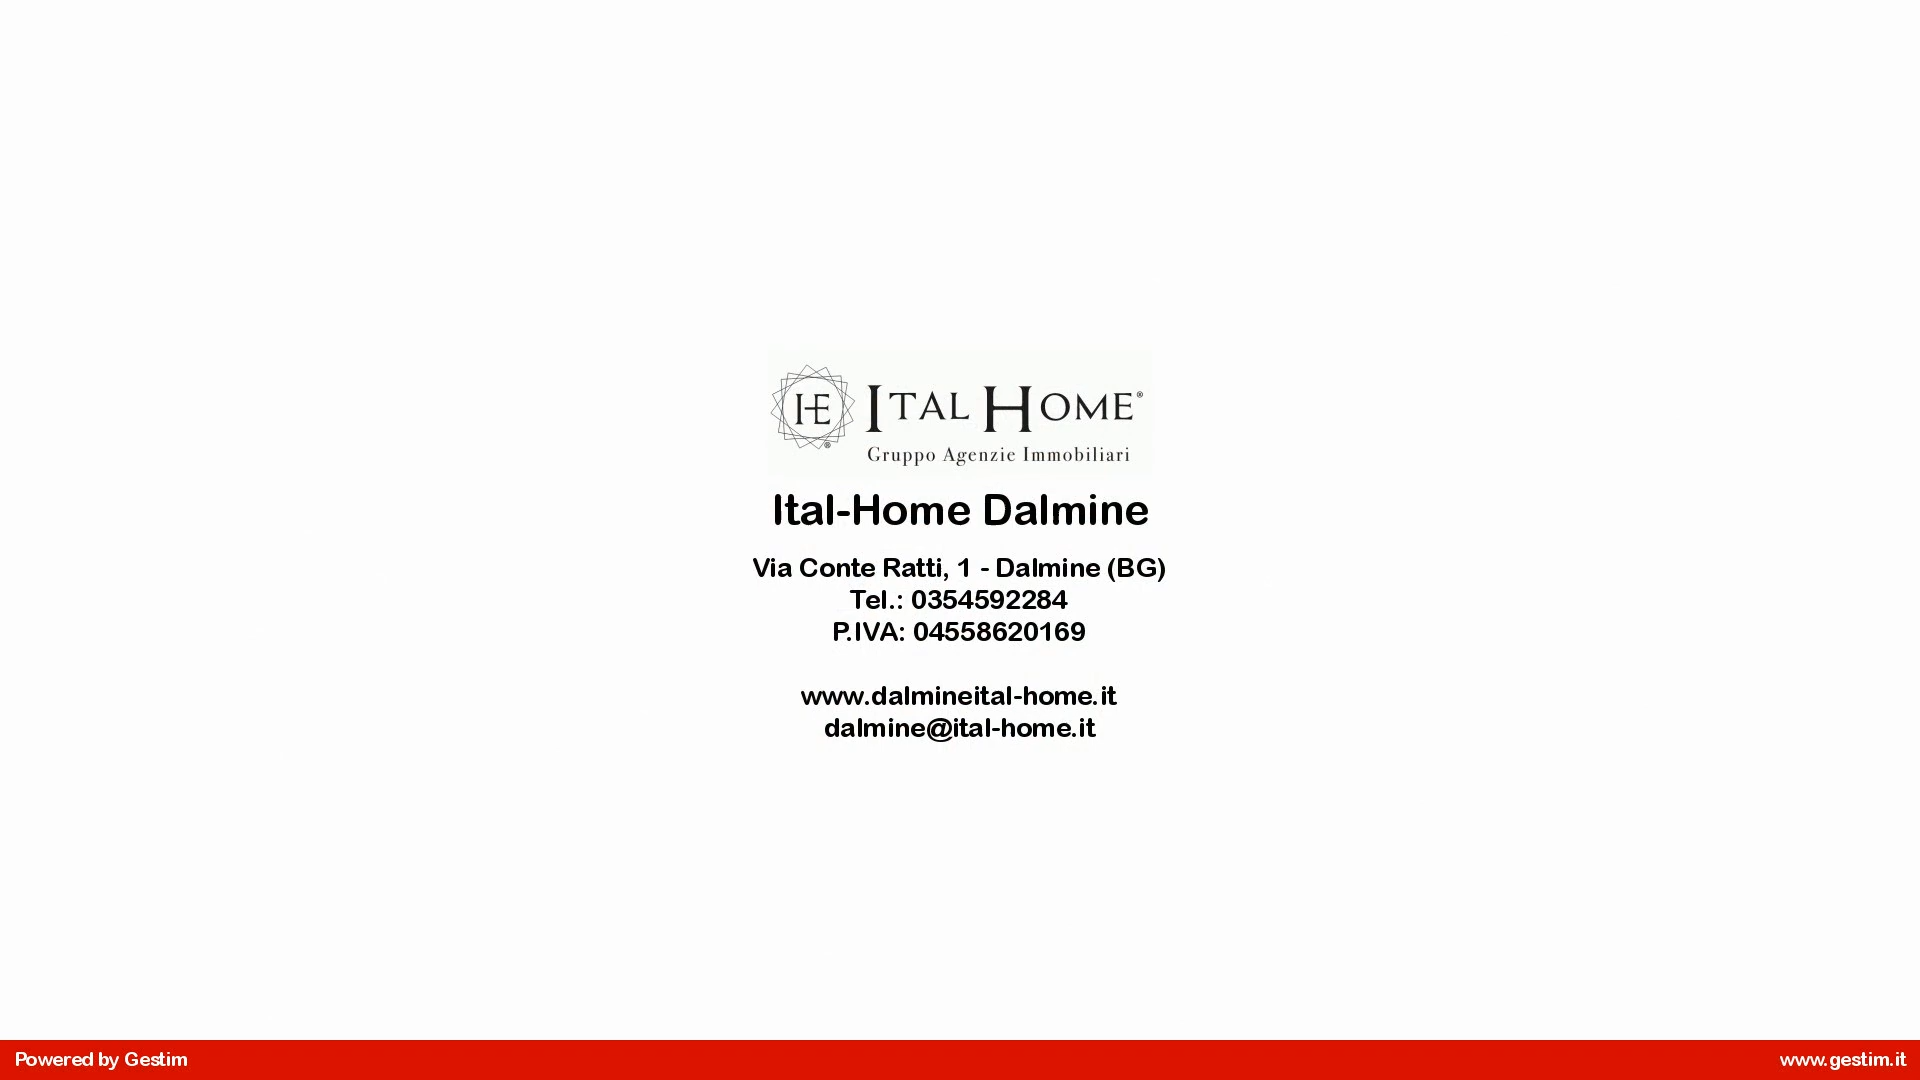 HE®
ITAL HOME®
Gruppo Agenzie Immobiliari
Ital-Home Dalmine
Via Conte Ratti, 1 - Dalmine (BG)
Tel.: 0354592284
P.IVA: 04558620169
www.dalmineital-home.it
dalmine@ital-home.it
Powered by Gestim
www.gestim.it